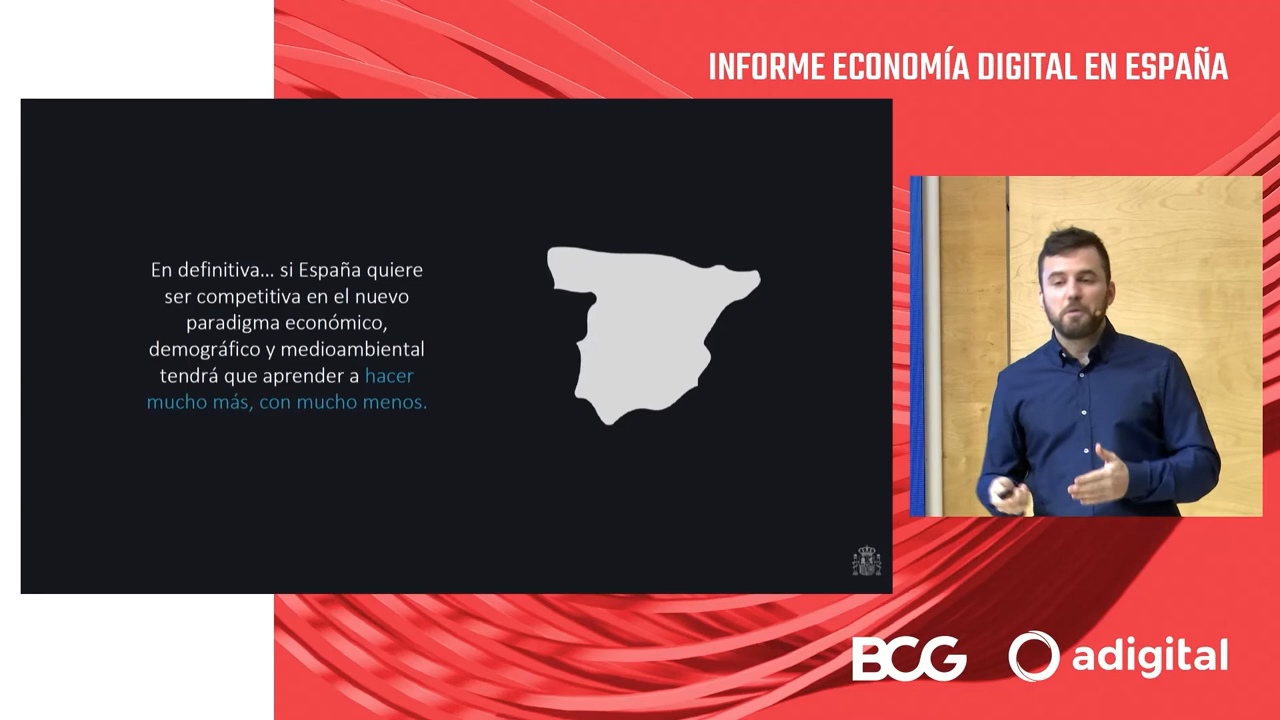 INFORME ECONOMÍA DIGITAL EN ESPAÑA
En definitiva... si España quiere
ser competitiva en el nuevo
paradigma económico,
demográfico y medioambiental
tendrá que aprender a hacer
mucho más, con mucho menos.
BCG adigital